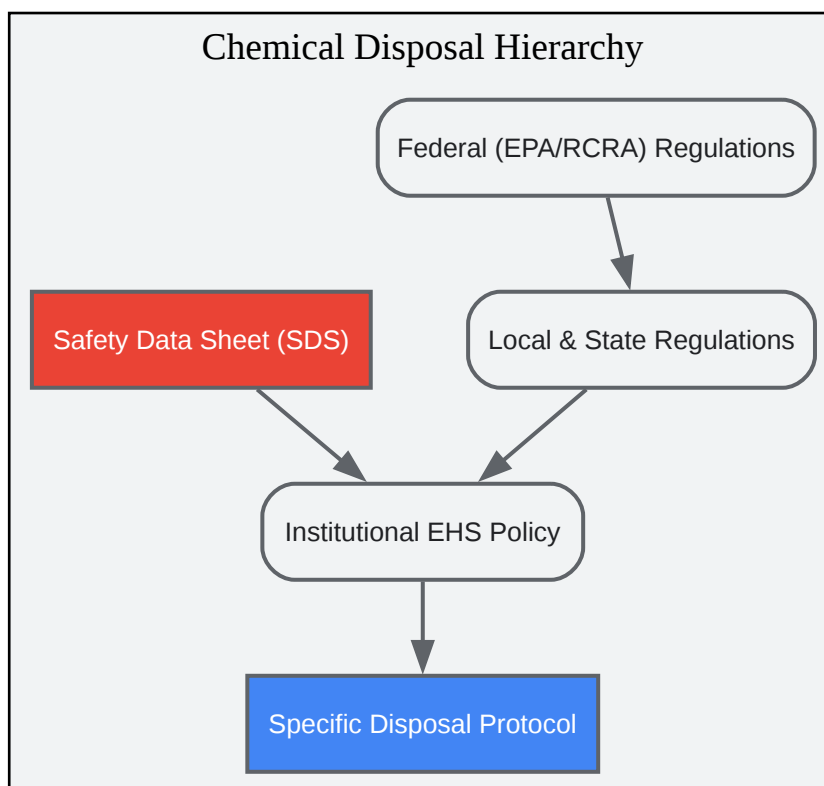 Chemical Disposal Hierarchy
Federal (EPA/RCRA) Regulations
Safety Data Sheet (SDS)
Local & State Regulations
Institutional EHS Policy
Specific Disposal Protocol